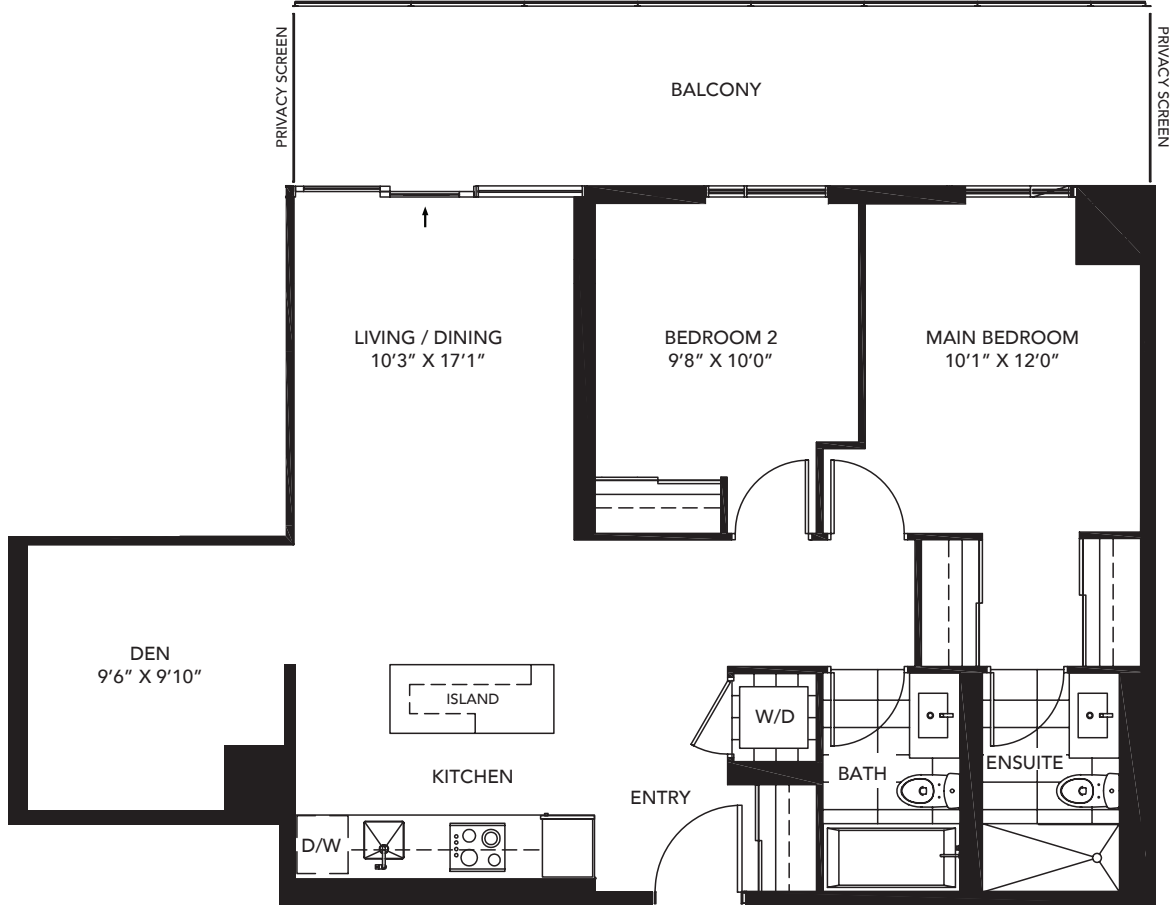 PRIVACY SCREEN
BALCONY
PRIVACY SCREEN
LIVING / DINING
10'3" X 17'1"
BEDROOM 2
9'8" X 10'0"
MAIN BEDROOM
10'1" X 12'0"
DEN
9'6" X 9'10"
ISLAND
W/D
KITCHEN
BATH
ENSUITE
ENTRY
D/W